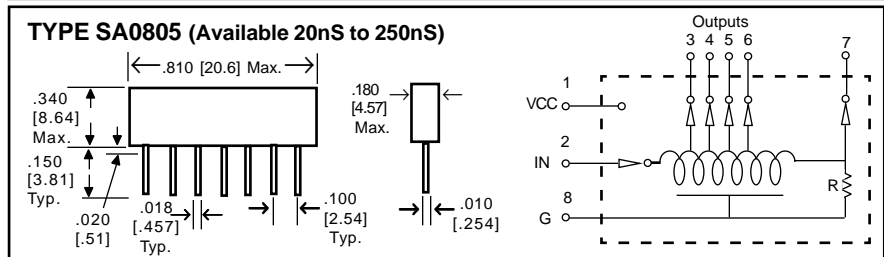 TYPE SA0805 (Available 20nS to 250nS)
.810 [20.6] Max.
.340
[8.64]
Max.
.150
[3.81]
Typ.
.020
[.51]
.018
[.457]
Typ.
.100
[2.54]
Typ.
.180
[4.57]
Max.
.010
[.254]
Outputs
3 4 5 6 7
1
VCC
2
IN
8
G
R